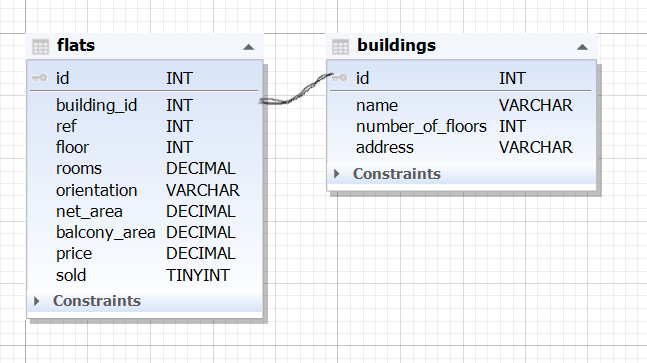 flats
id INT
building_id INT
ref INT
floor INT
rooms DECIMAL
orientation VARCHAR
net_area DECIMAL
balcony_area DECIMAL
price DECIMAL
sold TINYINT
Constraints
buildings
id INT
name VARCHAR
number_of_floors INT
address VARCHAR
Constraints